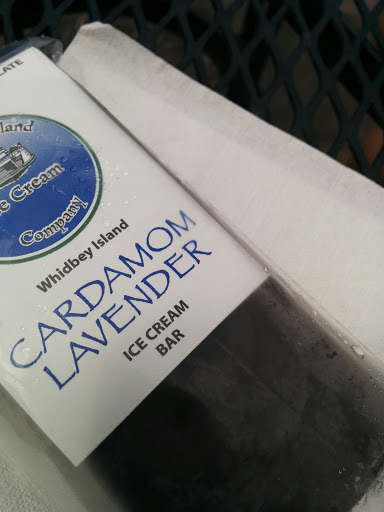 LATE
land
e Cream
Company
Whidbey Island
CARDAMOM
LAVENDER
ICE CREAM
BAR